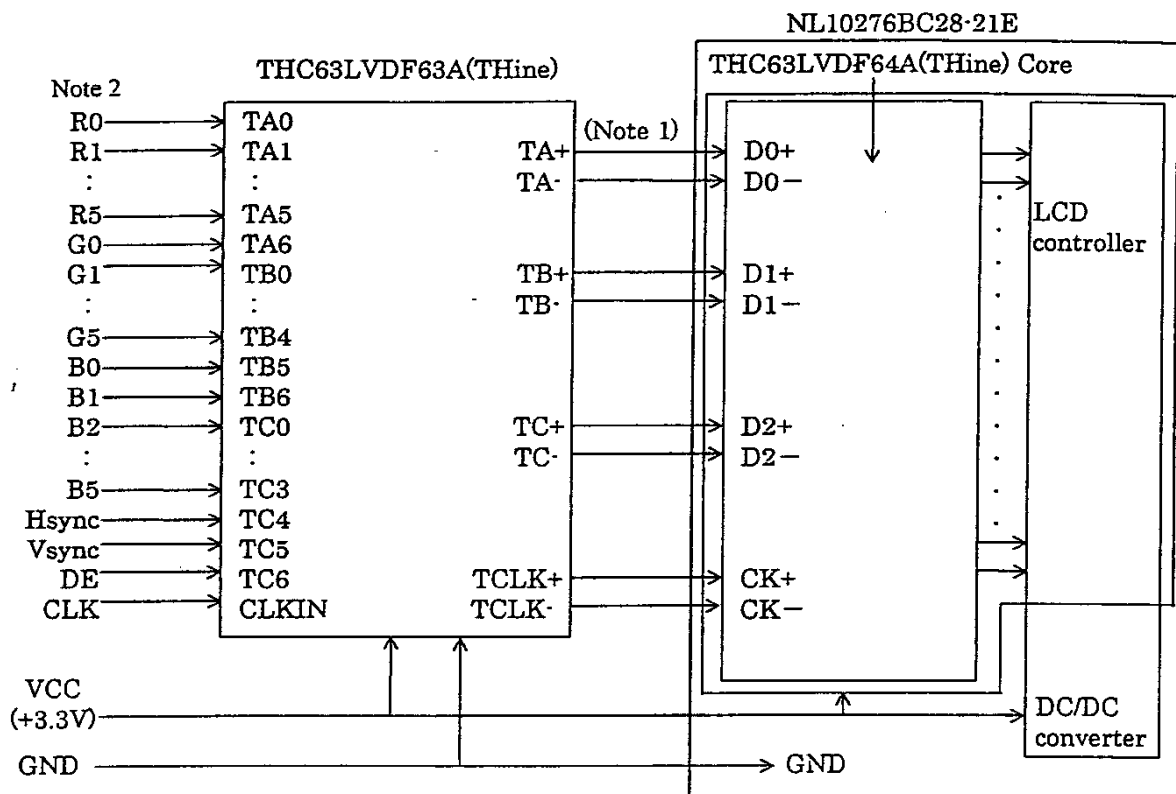 NL10276BC28-21E
THC63LVDF63A(THine)
THC63LVDF64A(THine) Core
Note 2
(Note 1)
R0 TA0
R1 TA1 TA+ D0+
: : TA- D0−
R5 TA5 LCD
G0 TA6 controller
G1 TB0 TB+ D1+
: : TB- D1−
G5 TB4
B0 TB5
B1 TB6
B2 TC0 TC+ D2+
: : TC- D2−
B5 TC3
Hsync TC4
Vsync TC5
DE TC6 TCLK+ CK+
CLK CLKIN TCLK- CK−
VCC
(+3.3V) DC/DC
converter
GND GND